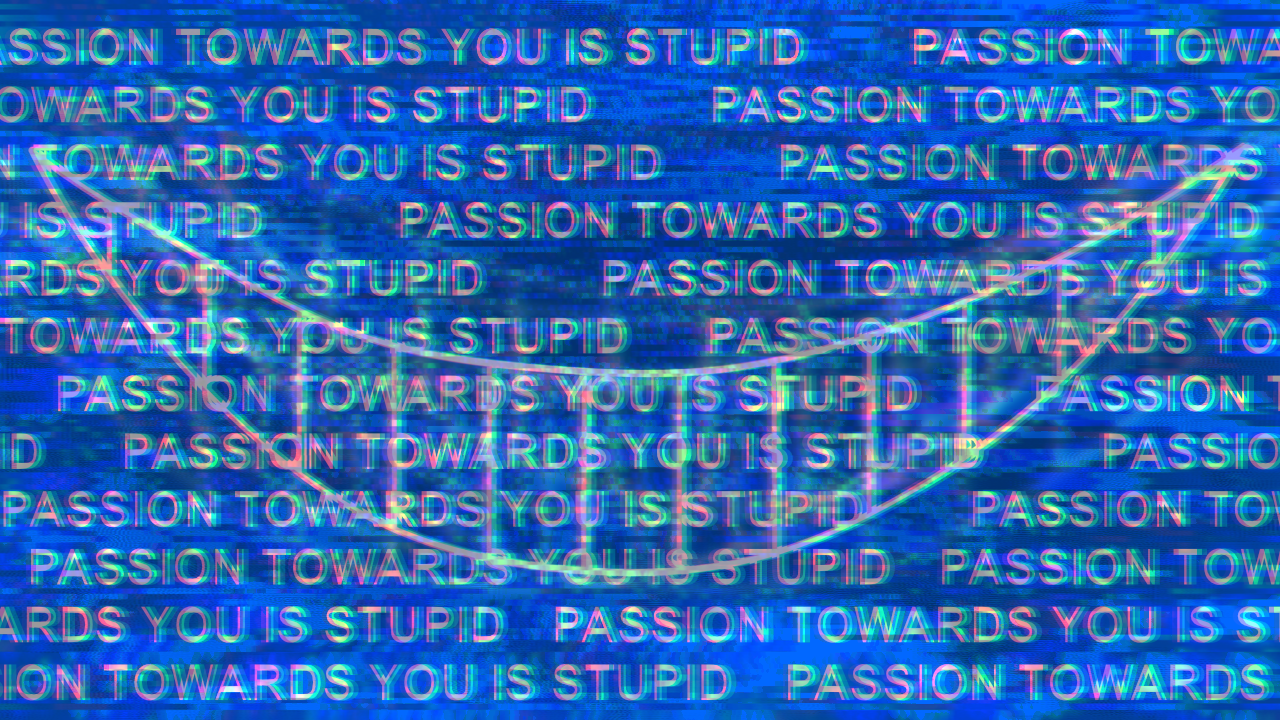 ASSION TOWARDS YOU IS STUPID PASSION TOWA
OWARDS YOU IS STUPID PASSION TOWARDS YO
N TOWARDS YOU IS STUPID PASSION TOWARDS
U IS STUPID PASSION TOWARDS YOU IS STUPID
RDS YOU IS STUPID PASSION TOWARDS YOU IS
TOWARDS YOU IS STUPID PASSION TOWARDS YO
PASSION TOWARDS YOU IS STUPID PASSION T
ID PASSION TOWARDS YOU IS STUPID PASSIO
PASSION TOWARDS YOU IS STUPID PASSION TO
PASSION TOWARDS YOU IS STUPID PASSION TOW
ARDS YOU IS STUPID PASSION TOWARDS YOU IS ST
ION TOWARDS YOU IS STUPID PASSION TOWARDS